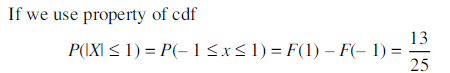 If we use property of cdf
P(|X| ≤ 1) = P(– 1 ≤ x ≤ 1) = F(1) – F(– 1) = 13/25